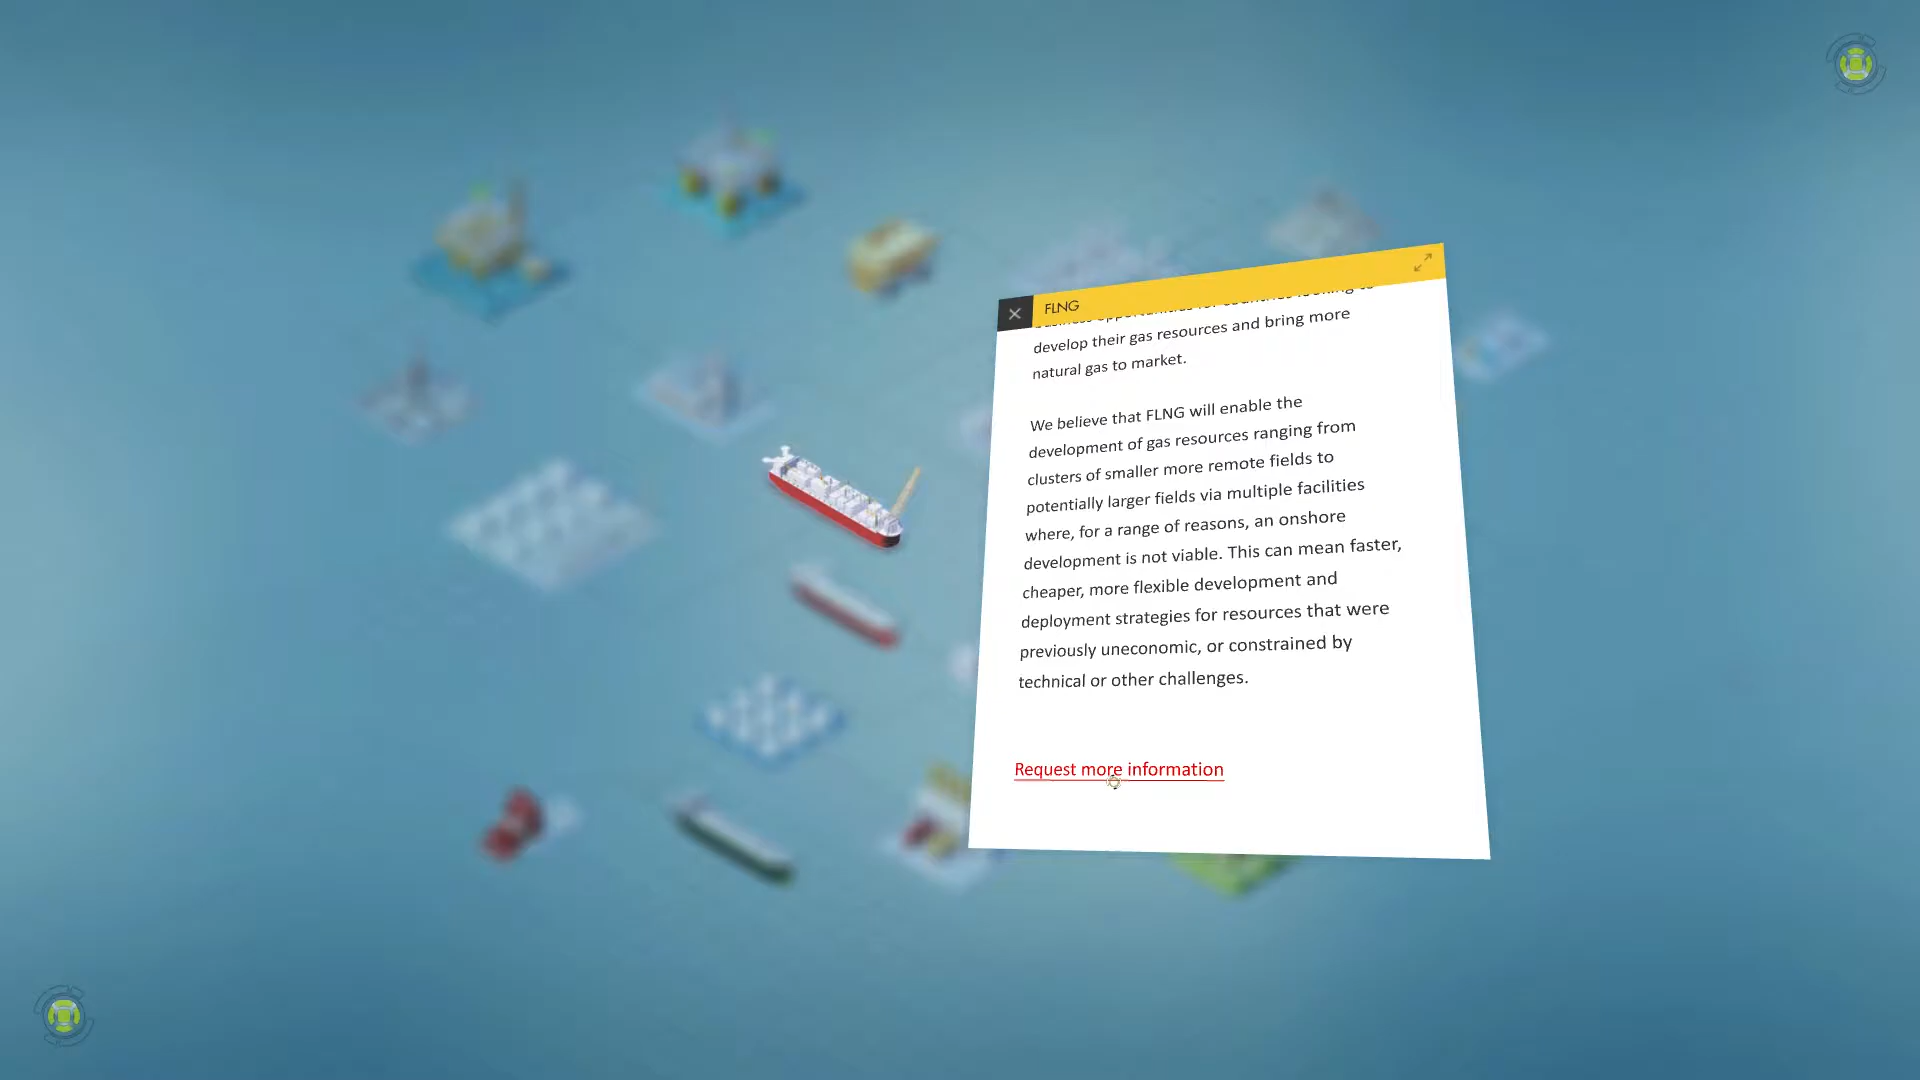 FLNG
develop their gas resources and bring more
natural gas to market.
We believe that FLNG will enable the
development of gas resources ranging from
clusters of smaller more remote fields to
potentially larger fields via multiple facilities
where, for a range of reasons, an onshore
development is not viable. This can mean faster,
cheaper, more flexible development and
deployment strategies for resources that were
previously uneconomic, or constrained by
technical or other challenges.
Request more information